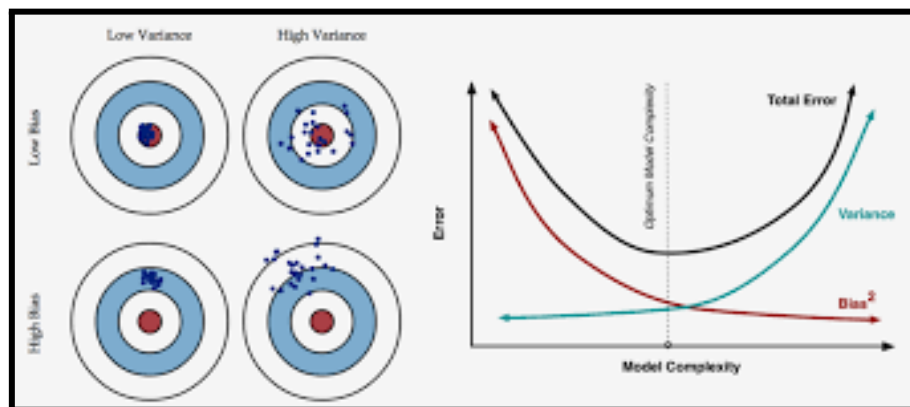 Low Variance
High Variance
Low Bias
High Bias
Error
Optimum Model Complexity
Total Error
Variance
Bias²
Model Complexity